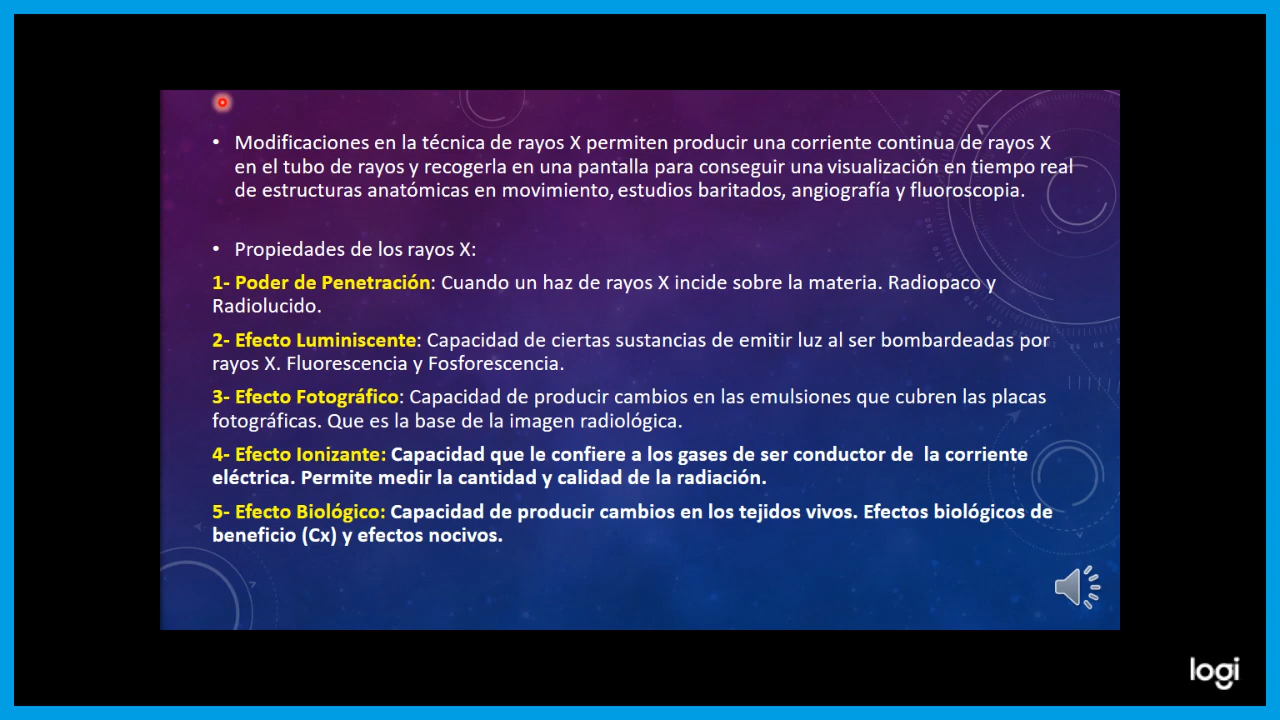 • Modificaciones en la técnica de rayos X permiten producir una corriente continua de rayos X
en el tubo de rayos y recogerla en una pantalla para conseguir una visualización en tiempo real
de estructuras anatómicas en movimiento, estudios baritados, angiografía y fluoroscopia.
• Propiedades de los rayos X:
1- Poder de Penetración: Cuando un haz de rayos X incide sobre la materia. Radiopaco y
Radiolucido.
2- Efecto Luminiscente: Capacidad de ciertas sustancias de emitir luz al ser bombardeadas por
rayos X. Fluorescencia y Fosforescencia.
3- Efecto Fotográfico: Capacidad de producir cambios en las emulsiones que cubren las placas
fotográficas. Que es la base de la imagen radiológica.
4- Efecto Ionizante: Capacidad que le confiere a los gases de ser conductor de  la corriente
eléctrica. Permite medir la cantidad y calidad de la radiación.
5- Efecto Biológico: Capacidad de producir cambios en los tejidos vivos. Efectos biológicos de
beneficio (Cx) y efectos nocivos.
logi